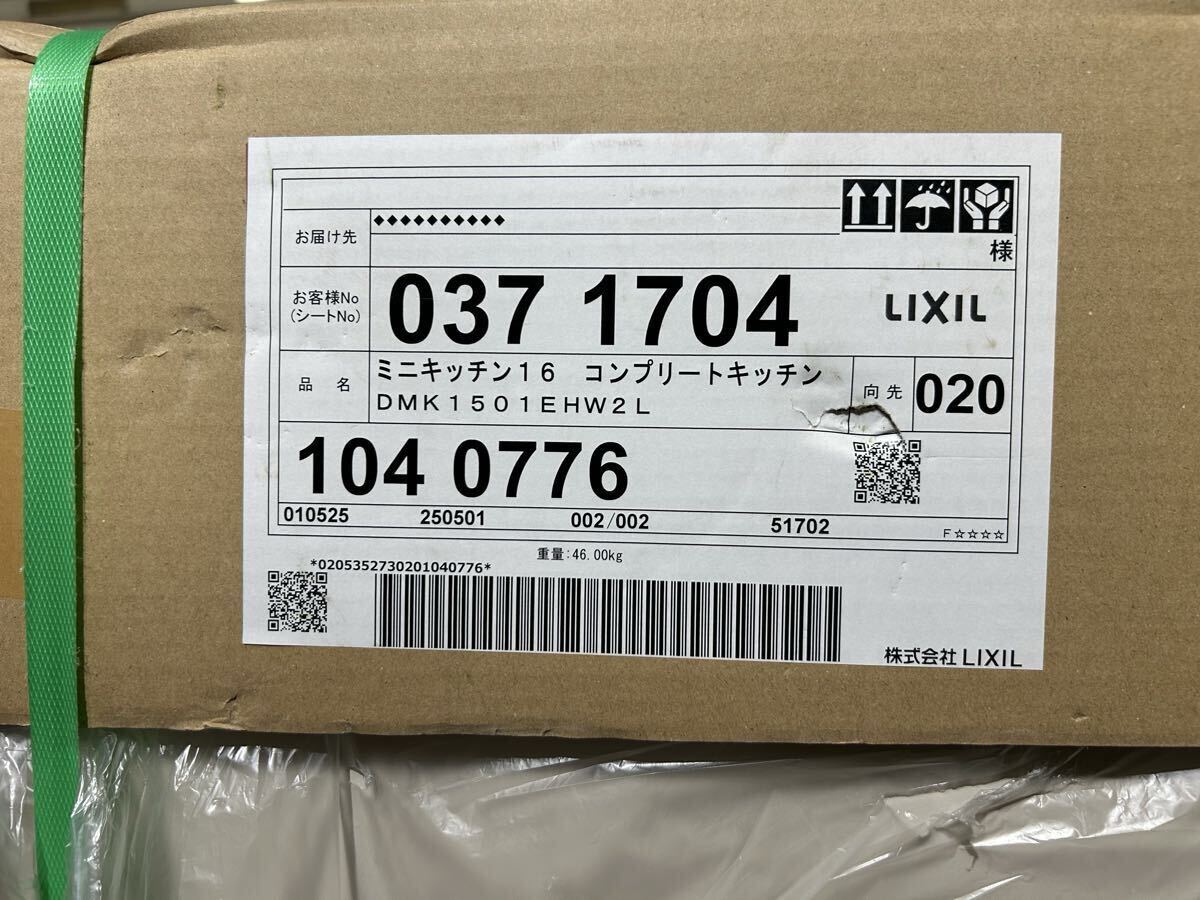 お届け先
◆◆◆◆◆◆◆◆◆◆
様
お客様No
(シートNo)
037 1704
LIXIL
品 名
ミニキッチン16 コンプリートキッチン
DMK1501EHW2L
向先
020
104 0776
010525 250501 002/002 51702 F☆☆☆☆
重量:46.00kg
*0205352730201040776*
株式会社 LIXIL